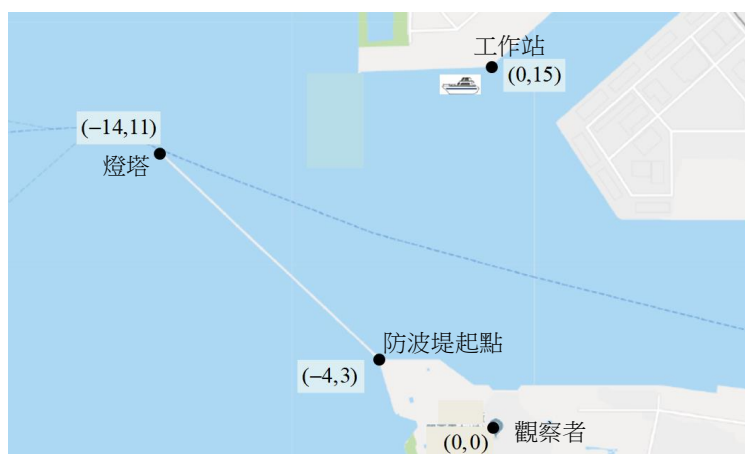 工作站
(0,15)
(−14,11)
燈塔
防波堤起點
(−4,3)
觀察者
(0,0)